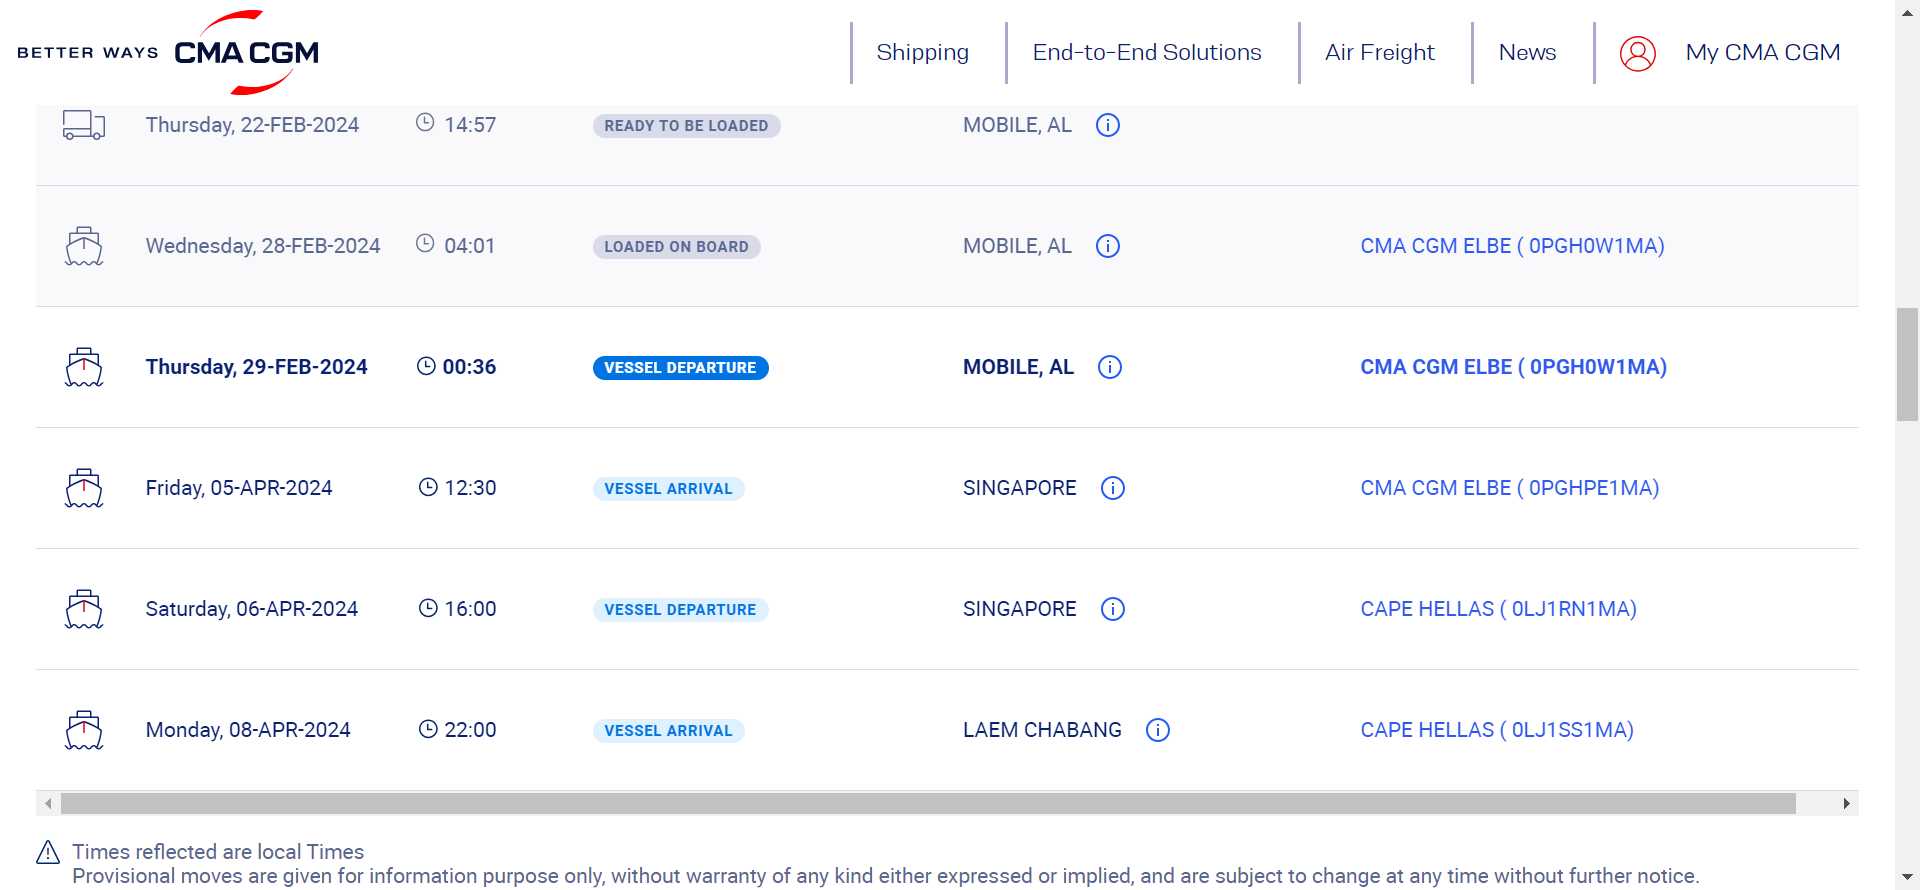 BETTER WAYS CMA CGM Shipping End-to-End Solutions Air Freight News My CMA CGM
Thursday, 22-FEB-2024 14:57 READY TO BE LOADED MOBILE, AL
Wednesday, 28-FEB-2024 04:01 LOADED ON BOARD MOBILE, AL CMA CGM ELBE ( 0PGH0W1MA)
Thursday, 29-FEB-2024 00:36 VESSEL DEPARTURE MOBILE, AL CMA CGM ELBE ( 0PGH0W1MA)
Friday, 05-APR-2024 12:30 VESSEL ARRIVAL SINGAPORE CMA CGM ELBE ( 0PGHPE1MA)
Saturday, 06-APR-2024 16:00 VESSEL DEPARTURE SINGAPORE CAPE HELLAS ( 0LJ1RN1MA)
Monday, 08-APR-2024 22:00 VESSEL ARRIVAL LAEM CHABANG CAPE HELLAS ( 0LJ1SS1MA)
Times reflected are local Times
Provisional moves are given for information purpose only, without warranty of any kind either expressed or implied, and are subject to change at any time without further notice.